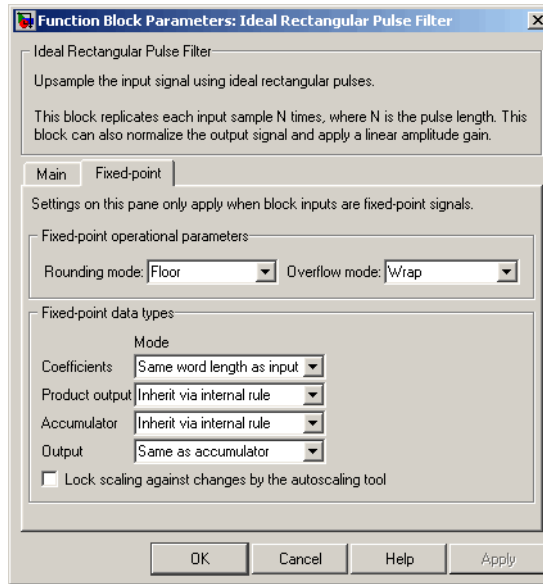 Function Block Parameters: Ideal Rectangular Pulse Filter
Ideal Rectangular Pulse Filter
Upsample the input signal using ideal rectangular pulses.
This block replicates each input sample N times, where N is the pulse length. This
block can also normalize the output signal and apply a linear amplitude gain.
Main Fixed-point
Settings on this pane only apply when block inputs are fixed-point signals.
Fixed-point operational parameters
Rounding mode: Floor Overflow mode: Wrap
Fixed-point data types
Mode
Coefficients Same word length as input
Product output Inherit via internal rule
Accumulator Inherit via internal rule
Output Same as accumulator
Lock scaling against changes by the autoscaling tool
OK Cancel Help Apply